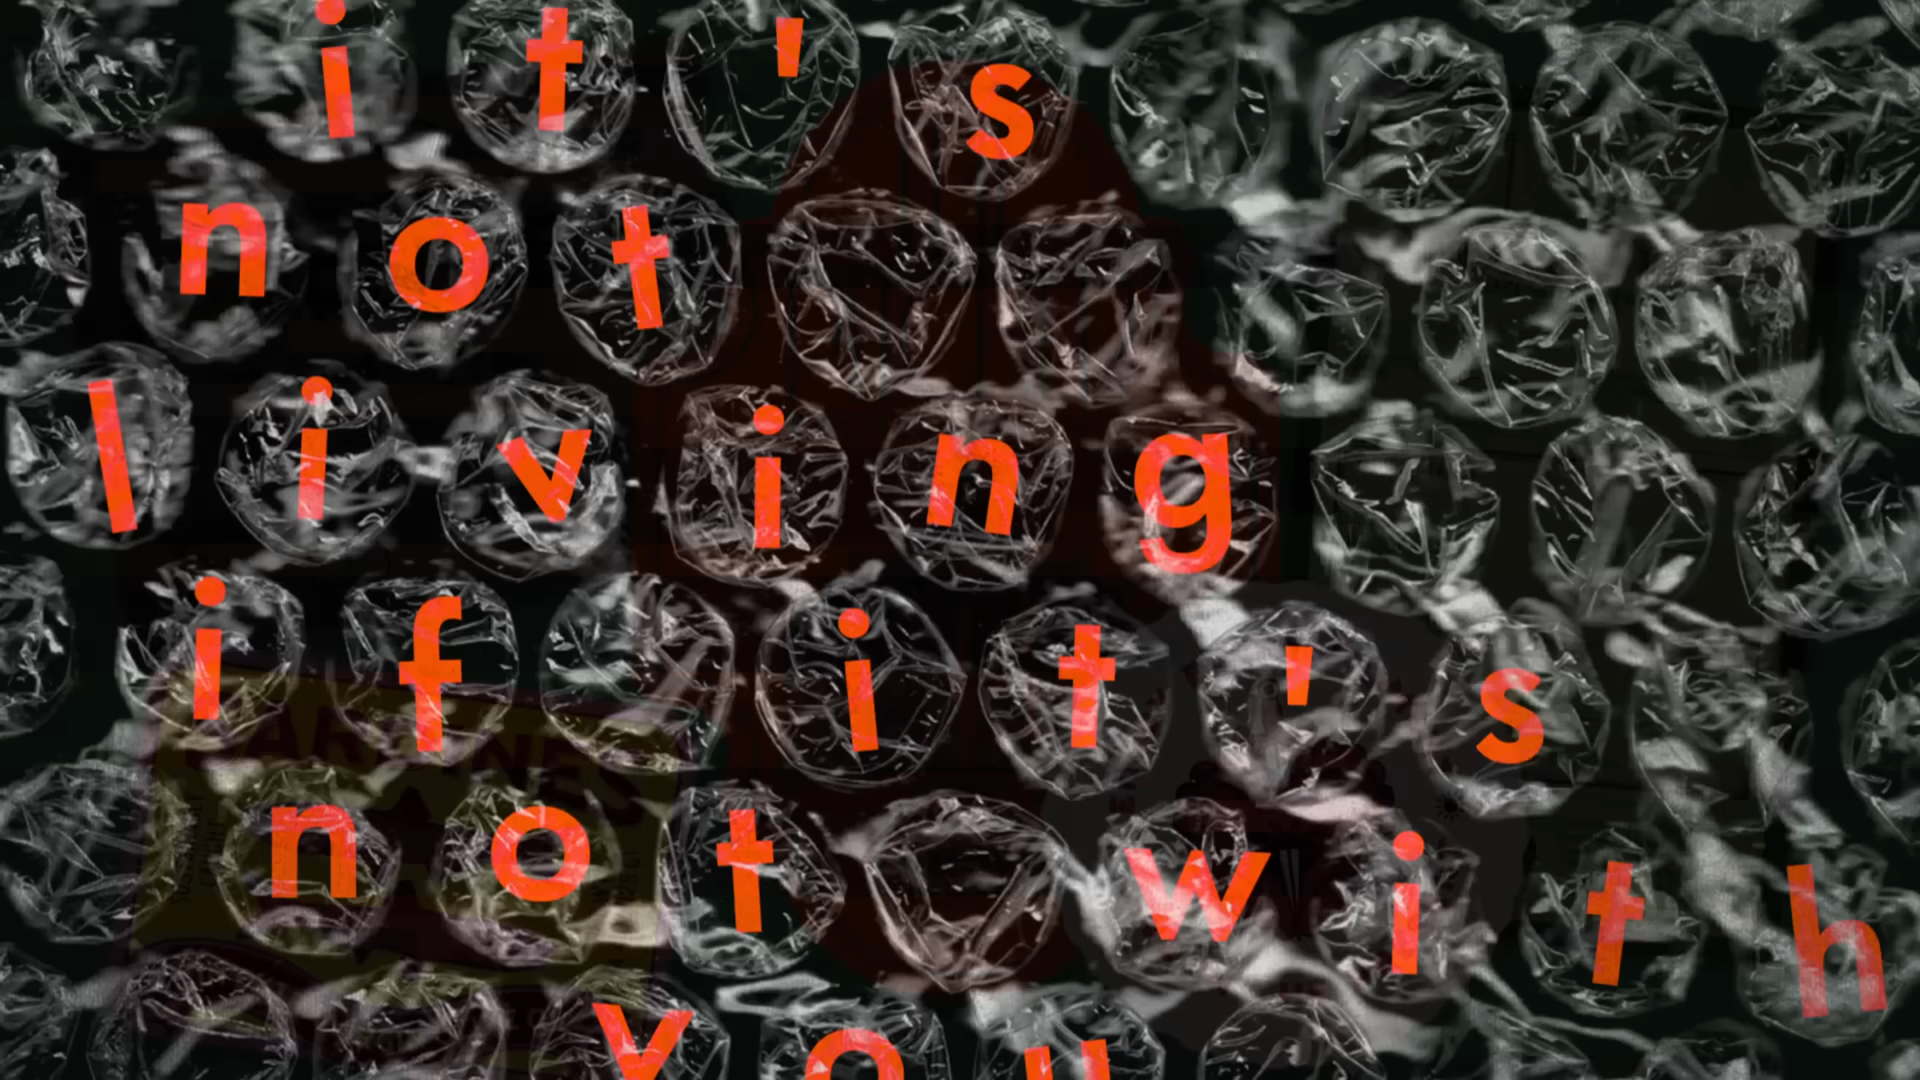 it's
not
living
if it's
not with
you